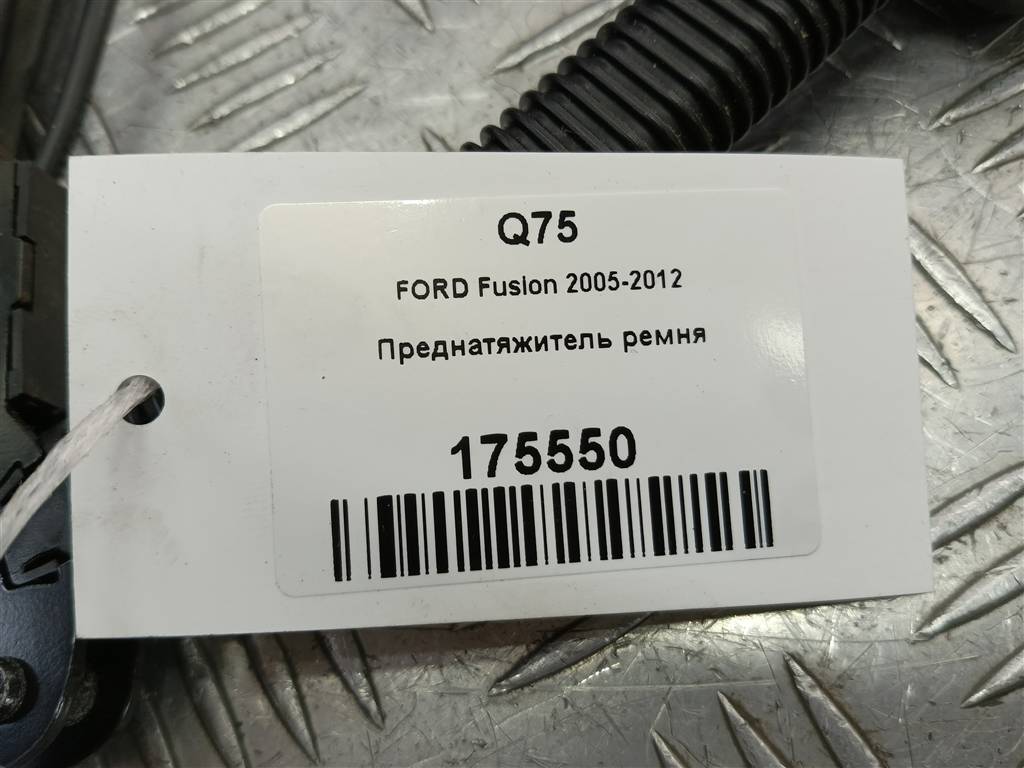 Q75
FORD Fusion 2005-2012
Преднатяжитель ремня
175550